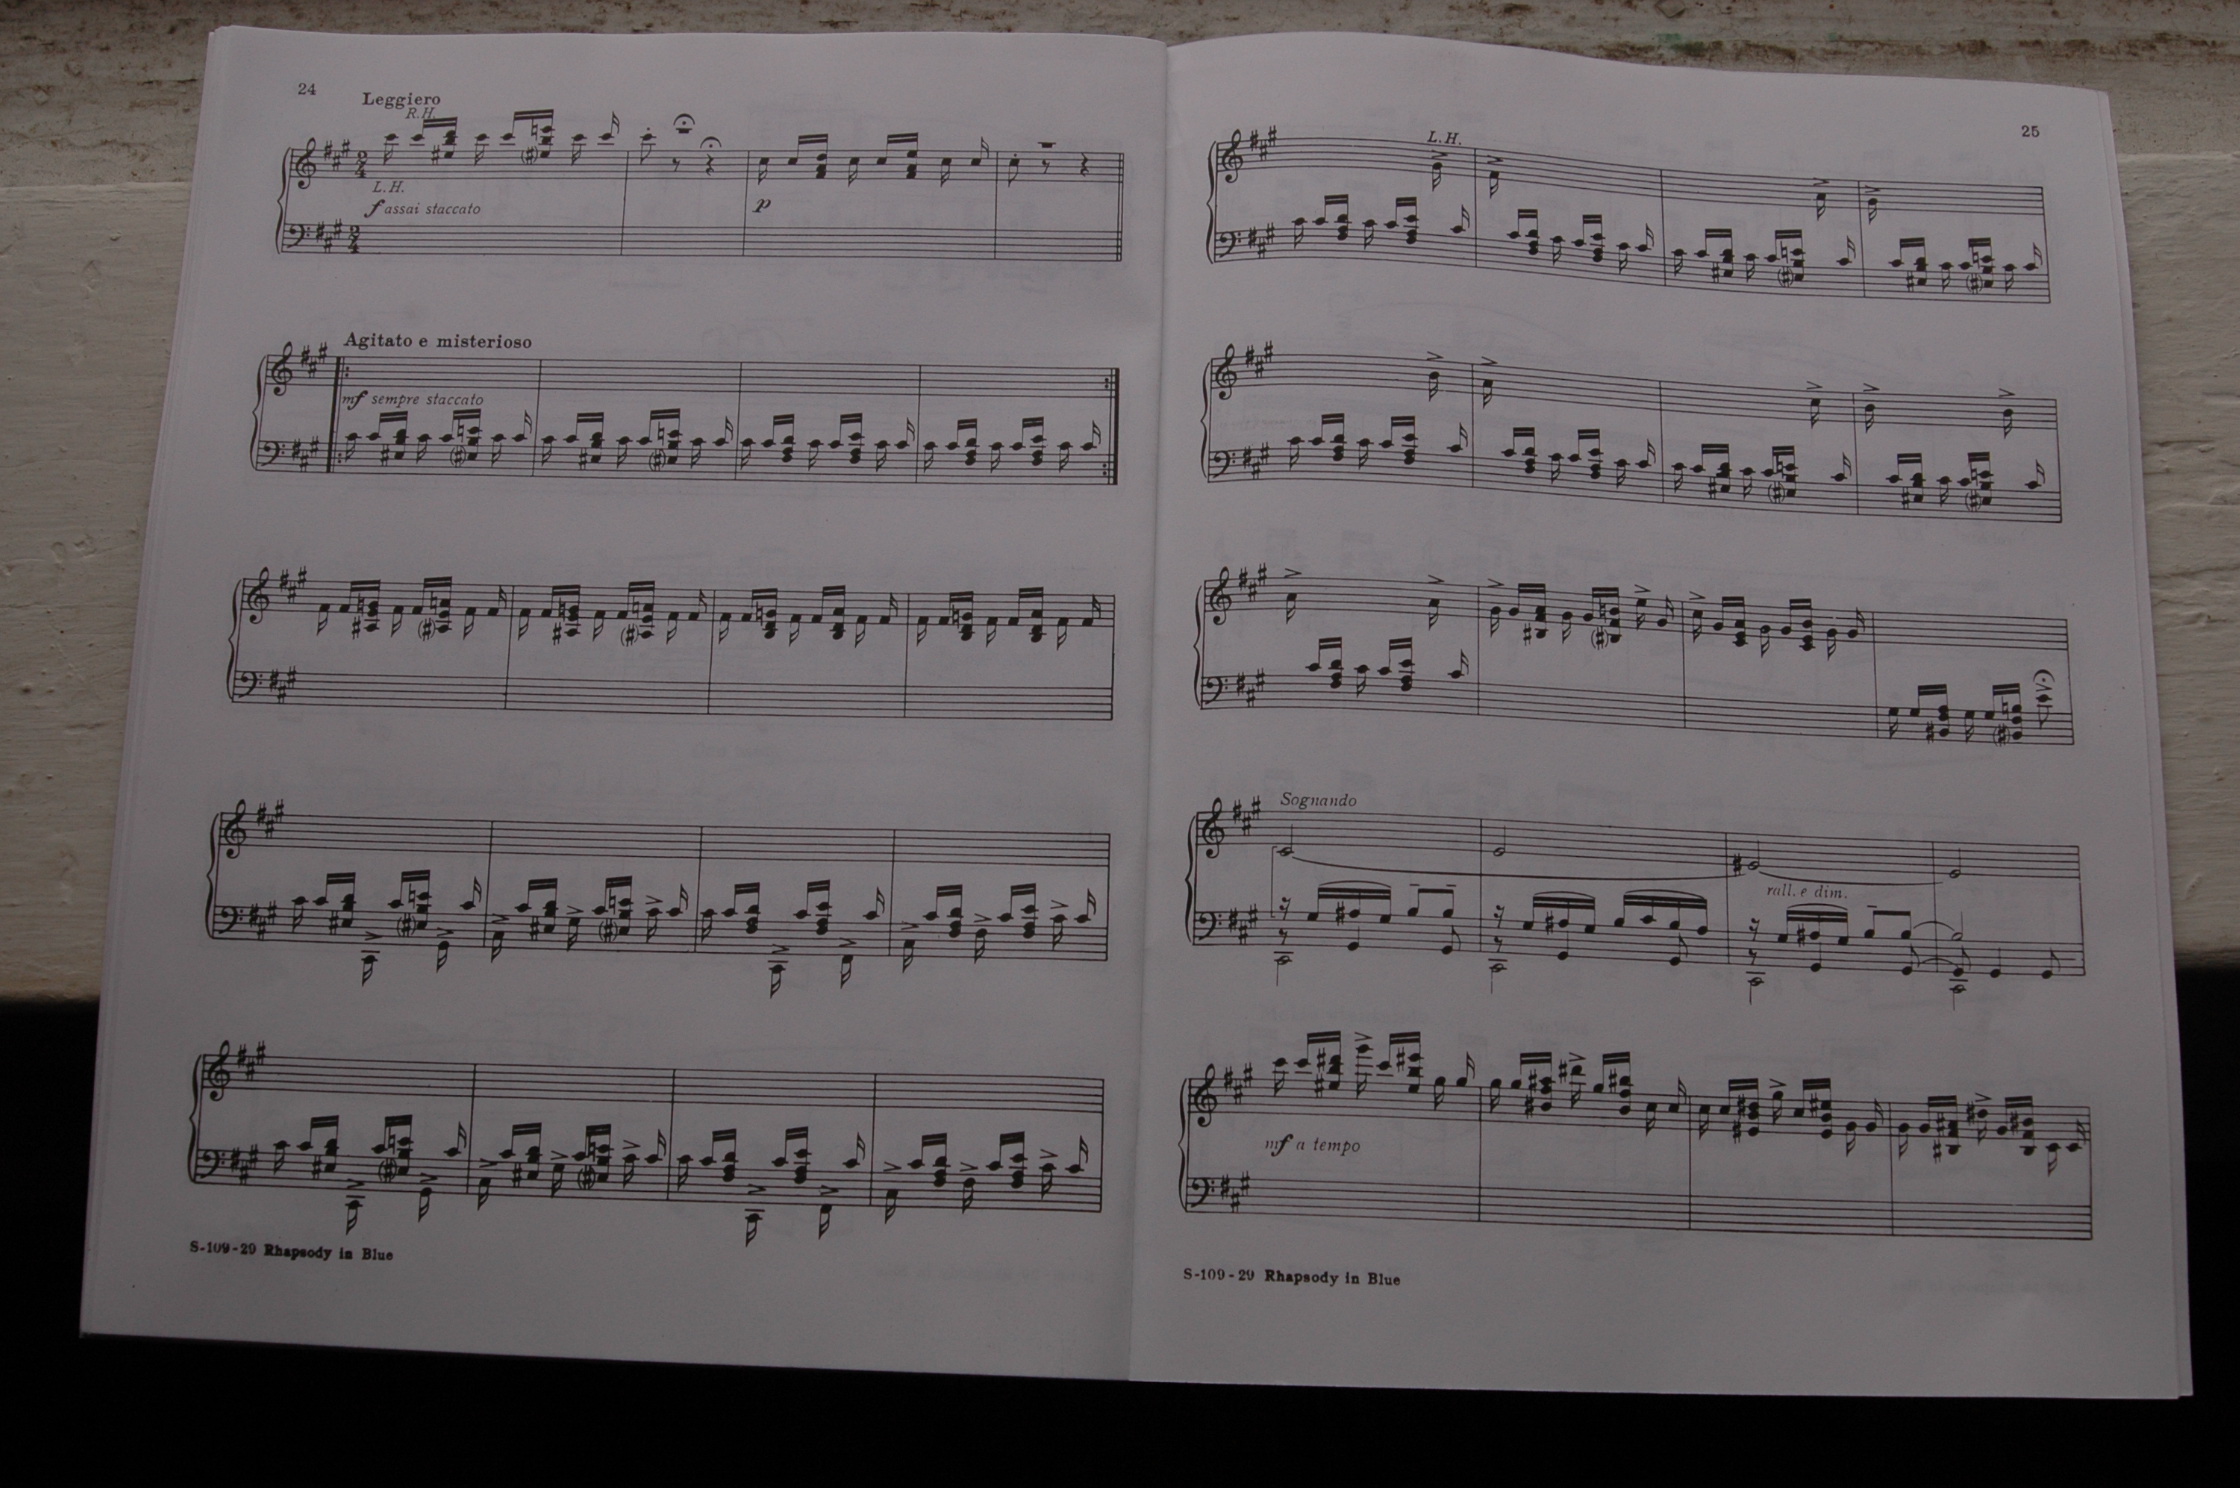 24
Leggiero
R.H.
L.H.
f assai staccato
p
Agitato e misterioso
mf sempre staccato
S-109-29 Rhapsody in Blue
25
L.H.
Sognando
rall. e dim.
mf a tempo
S-109-29 Rhapsody in Blue